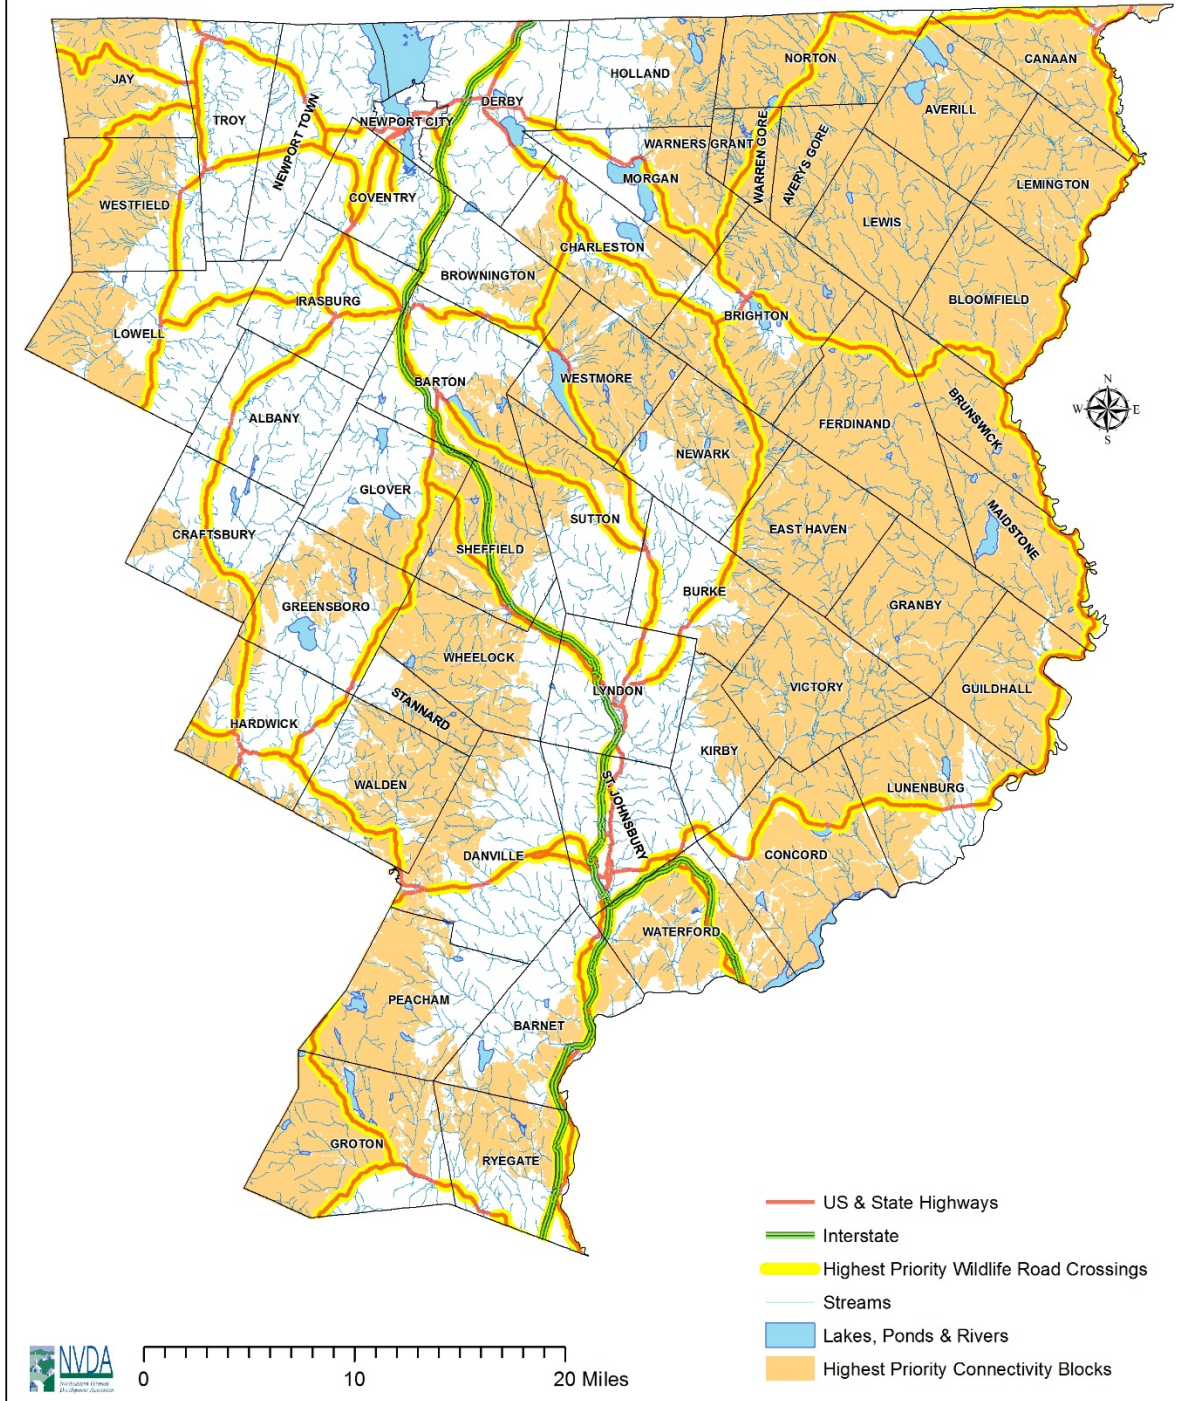 NORTON
CANAAN
JAY
HOLLAND
AVERILL
DERBY
TROY
NEWPORT CITY
NEWPORT TOWN
WARNERS GRANT
WARREN GORE
AVERYS GORE
MORGAN
LEMINGTON
WESTFIELD
COVENTRY
LEWIS
CHARLESTON
BROWNINGTON
IRASBURG
BLOOMFIELD
BRIGHTON
LOWELL
BARTON
WESTMORE
N
W E
S
ALBANY
BRUNSWICK
FERDINAND
NEWARK
GLOVER
SUTTON
MAIDSTONE
CRAFTSBURY
EAST HAVEN
SHEFFIELD
BURKE
GREENSBORO
GRANBY
WHEELOCK
LYNDON
VICTORY
GUILDHALL
STANNARD
HARDWICK
KIRBY
WALDEN
LUNENBURG
ST. JOHNSBURY
DANVILLE
CONCORD
WATERFORD
PEACHAM
BARNET
GROTON
RYEGATE
US & State Highways
Interstate
Highest Priority Wildlife Road Crossings
Streams
Lakes, Ponds & Rivers
Highest Priority Connectivity Blocks
NVDA
Northeastern Vermont
Development Association
0 10 20 Miles